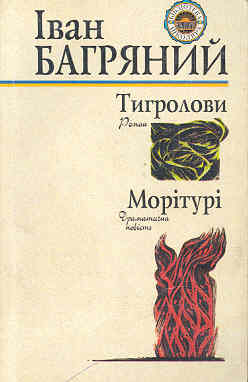 Іван
БАГРЯНИЙ
Тигролови
Роман
Морітурі
Драматична
повість